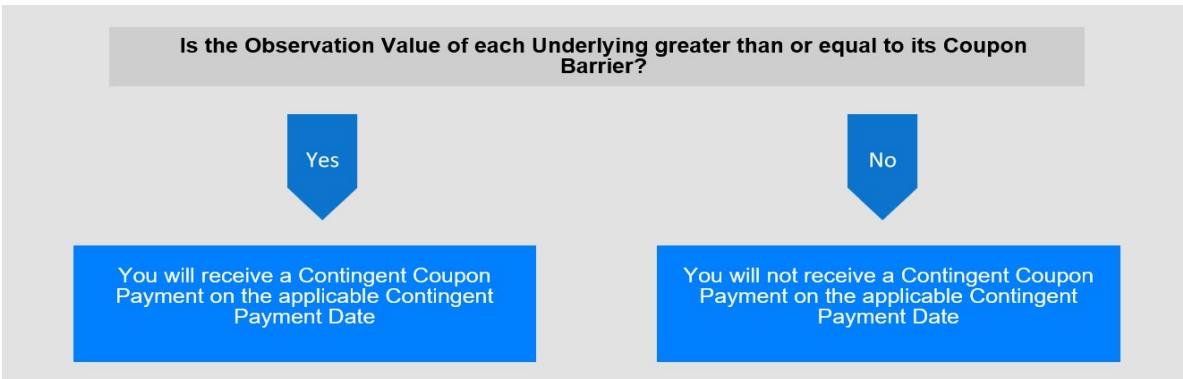 Is the Observation Value of each Underlying greater than or equal to its Coupon
Barrier?
Yes
No
You will receive a Contingent Coupon
Payment on the applicable Contingent
Payment Date
You will not receive a Contingent Coupon
Payment on the applicable Contingent
Payment Date